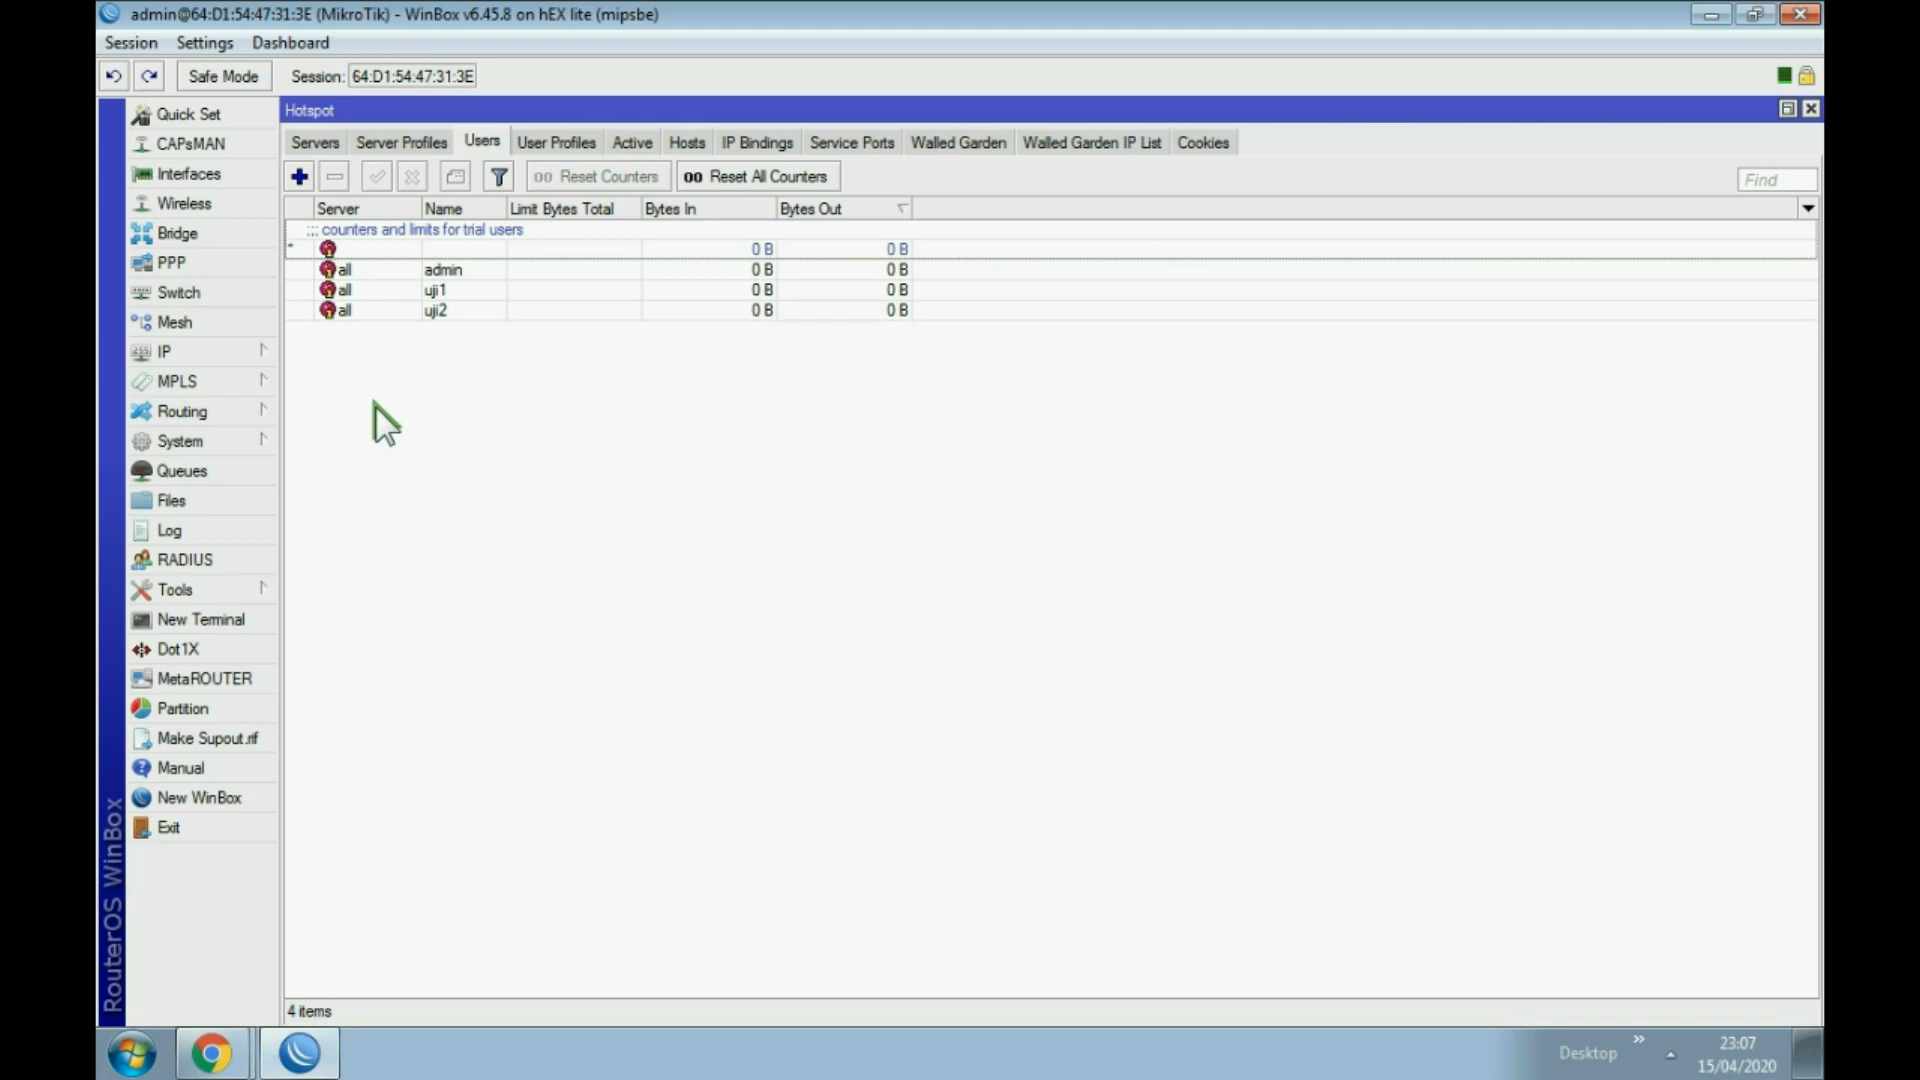 admin@64:D1:54:47:31:3E (MikroTik) - WinBox v6.45.8 on hEX lite (mipsbe)
Session Settings Dashboard
Safe Mode Session: 64:D1:54:47:31:3E
Hotspot
Servers Server Profiles Users User Profiles Active Hosts IP Bindings Service Ports Walled Garden Walled Garden IP List Cookies
00 Reset Counters 00 Reset All Counters Find
Server Name Limit Bytes Total Bytes In Bytes Out
::: counters and limits for trial users
* 0 B 0 B
all admin 0 B 0 B
all uji1 0 B 0 B
all uji2 0 B 0 B
4 items
Quick Set
CAPsMAN
Interfaces
Wireless
Bridge
PPP
Switch
Mesh
IP
MPLS
Routing
System
Queues
Files
Log
RADIUS
Tools
New Terminal
Dot1X
MetaROUTER
Partition
Make Supout.rif
Manual
New WinBox
Exit
RouterOS WinBox
Desktop »
23:07
15/04/2020